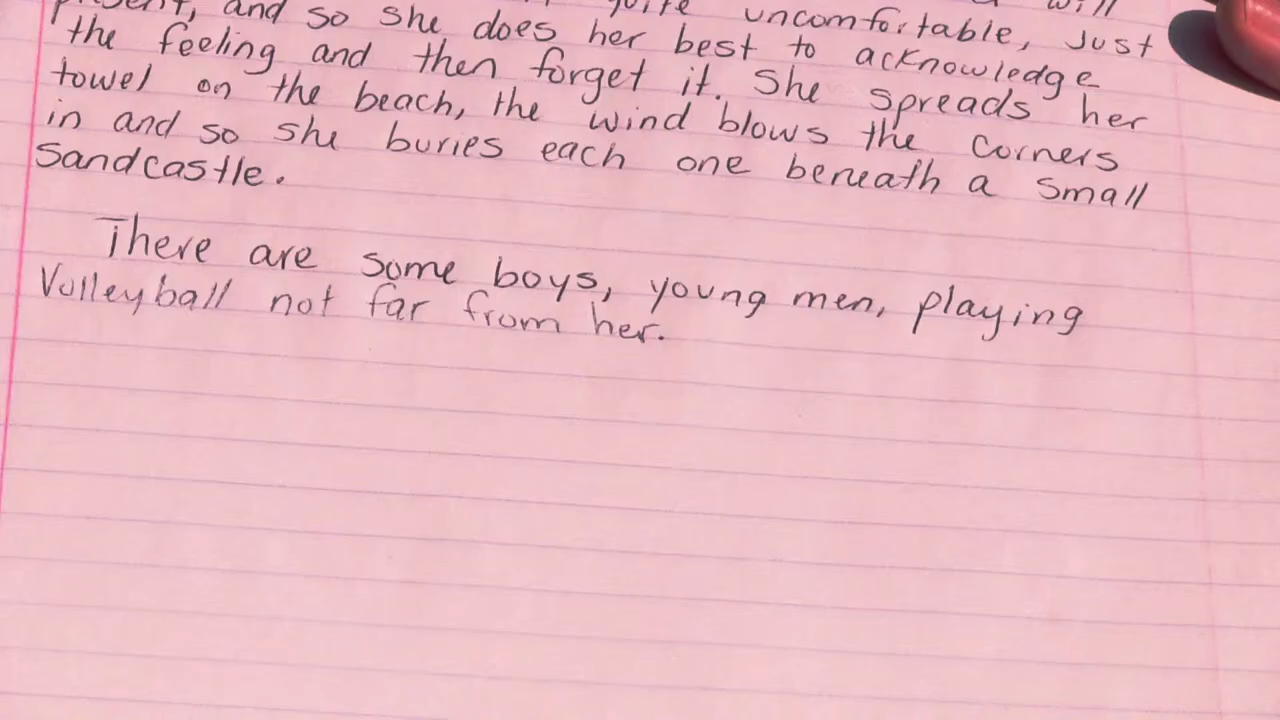 present, and so she does her best to acknowledge
quite uncomfortable, just will
the feeling and then forget it. She spreads her
towel on the beach, the wind blows the corners
in and so she buries each one beneath a small
sandcastle.
There are some boys, young men, playing
volleyball not far from her.